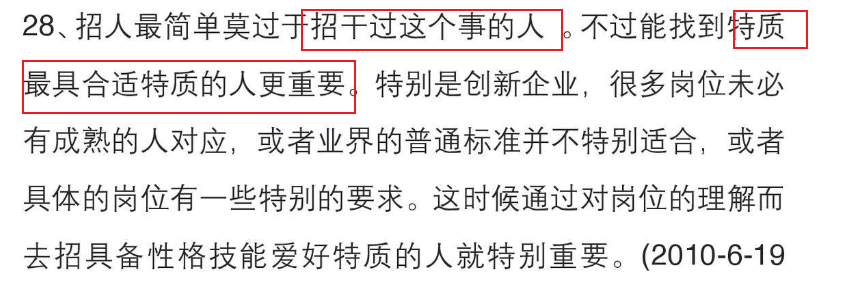 28、招人最简单莫过于招干过这个事的人 。不过能找到特质
最具合适特质的人更重要。特别是创新企业，很多岗位未必
有成熟的人对应，或者业界的普通标准并不特别适合，或者
具体的岗位有一些特别的要求。这时候通过对岗位的理解而
去招具备性格技能爱好特质的人就特别重要。(2010-6-19